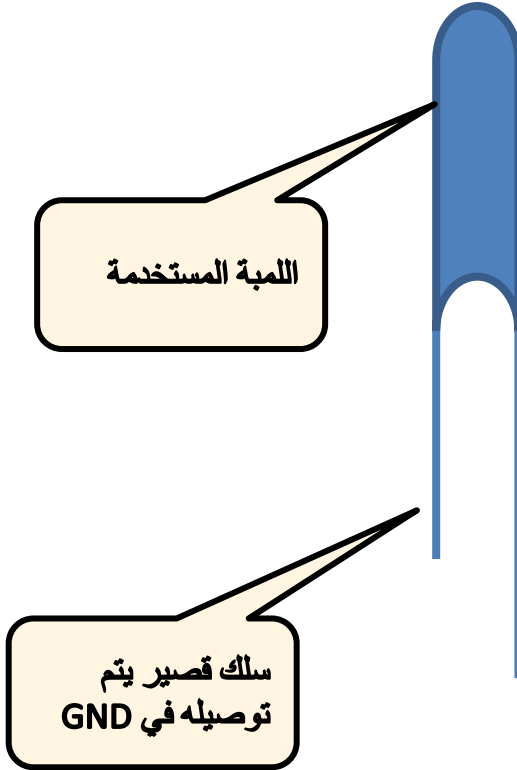 اللمبة المستخدمة
سلك قصير يتم
توصيله في GND